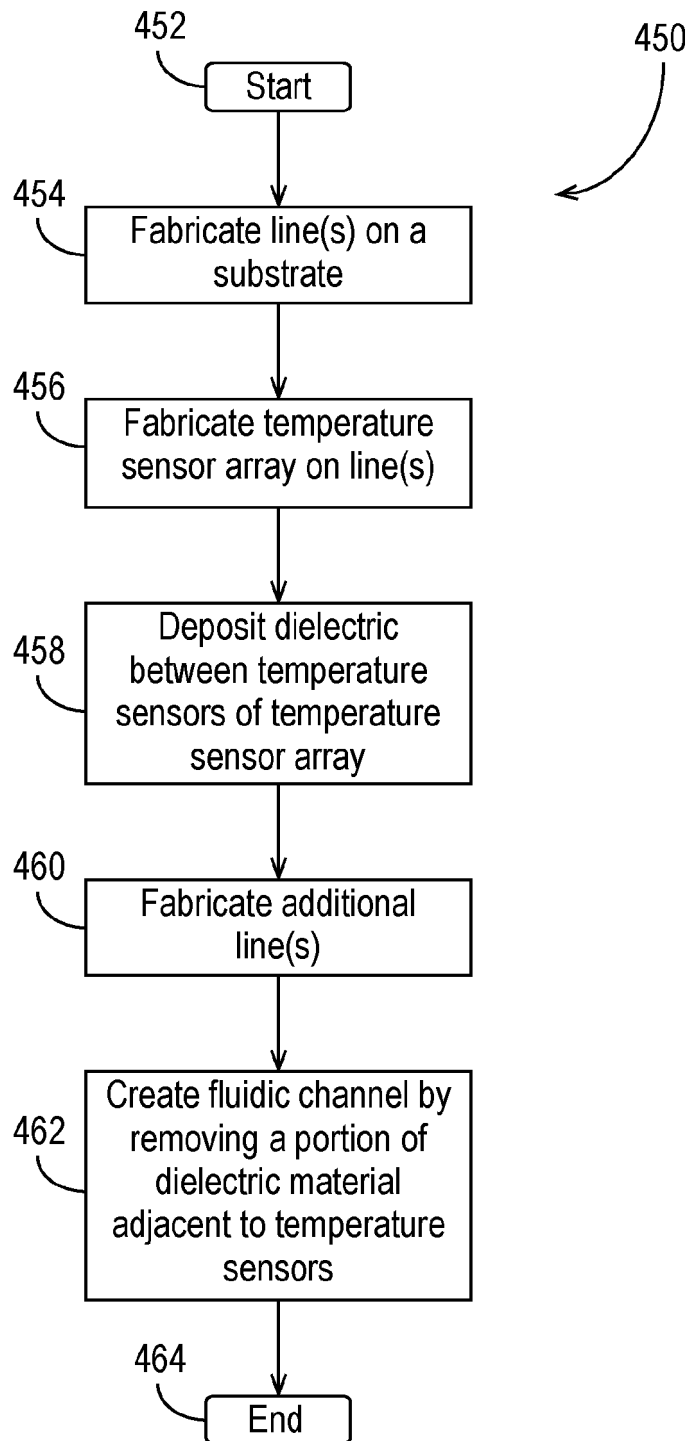 452
450
Start
454
Fabricate line(s) on a
substrate
456
Fabricate temperature
sensor array on line(s)
458
Deposit dielectric
between temperature
sensors of temperature
sensor array
460
Fabricate additional
line(s)
462
Create fluidic channel by
removing a portion of
dielectric material
adjacent to temperature
sensors
464
End